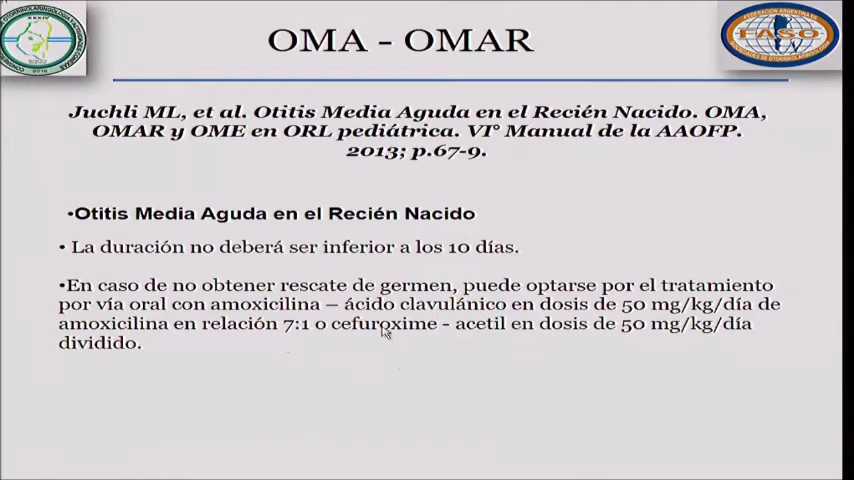 OMA - OMAR
FASO
Juchli ML, et al. Otitis Media Aguda en el Recién Nacido. OMA,
OMAR y OME en ORL pediátrica. VI° Manual de la AAOFP.
2013; p.67-9.
•Otitis Media Aguda en el Recién Nacido
• La duración no deberá ser inferior a los 10 días.
•En caso de no obtener rescate de germen, puede optarse por el tratamiento
por vía oral con amoxicilina – ácido clavulánico en dosis de 50 mg/kg/día de
amoxicilina en relación 7:1 o cefuroxime - acetil en dosis de 50 mg/kg/día
dividido.